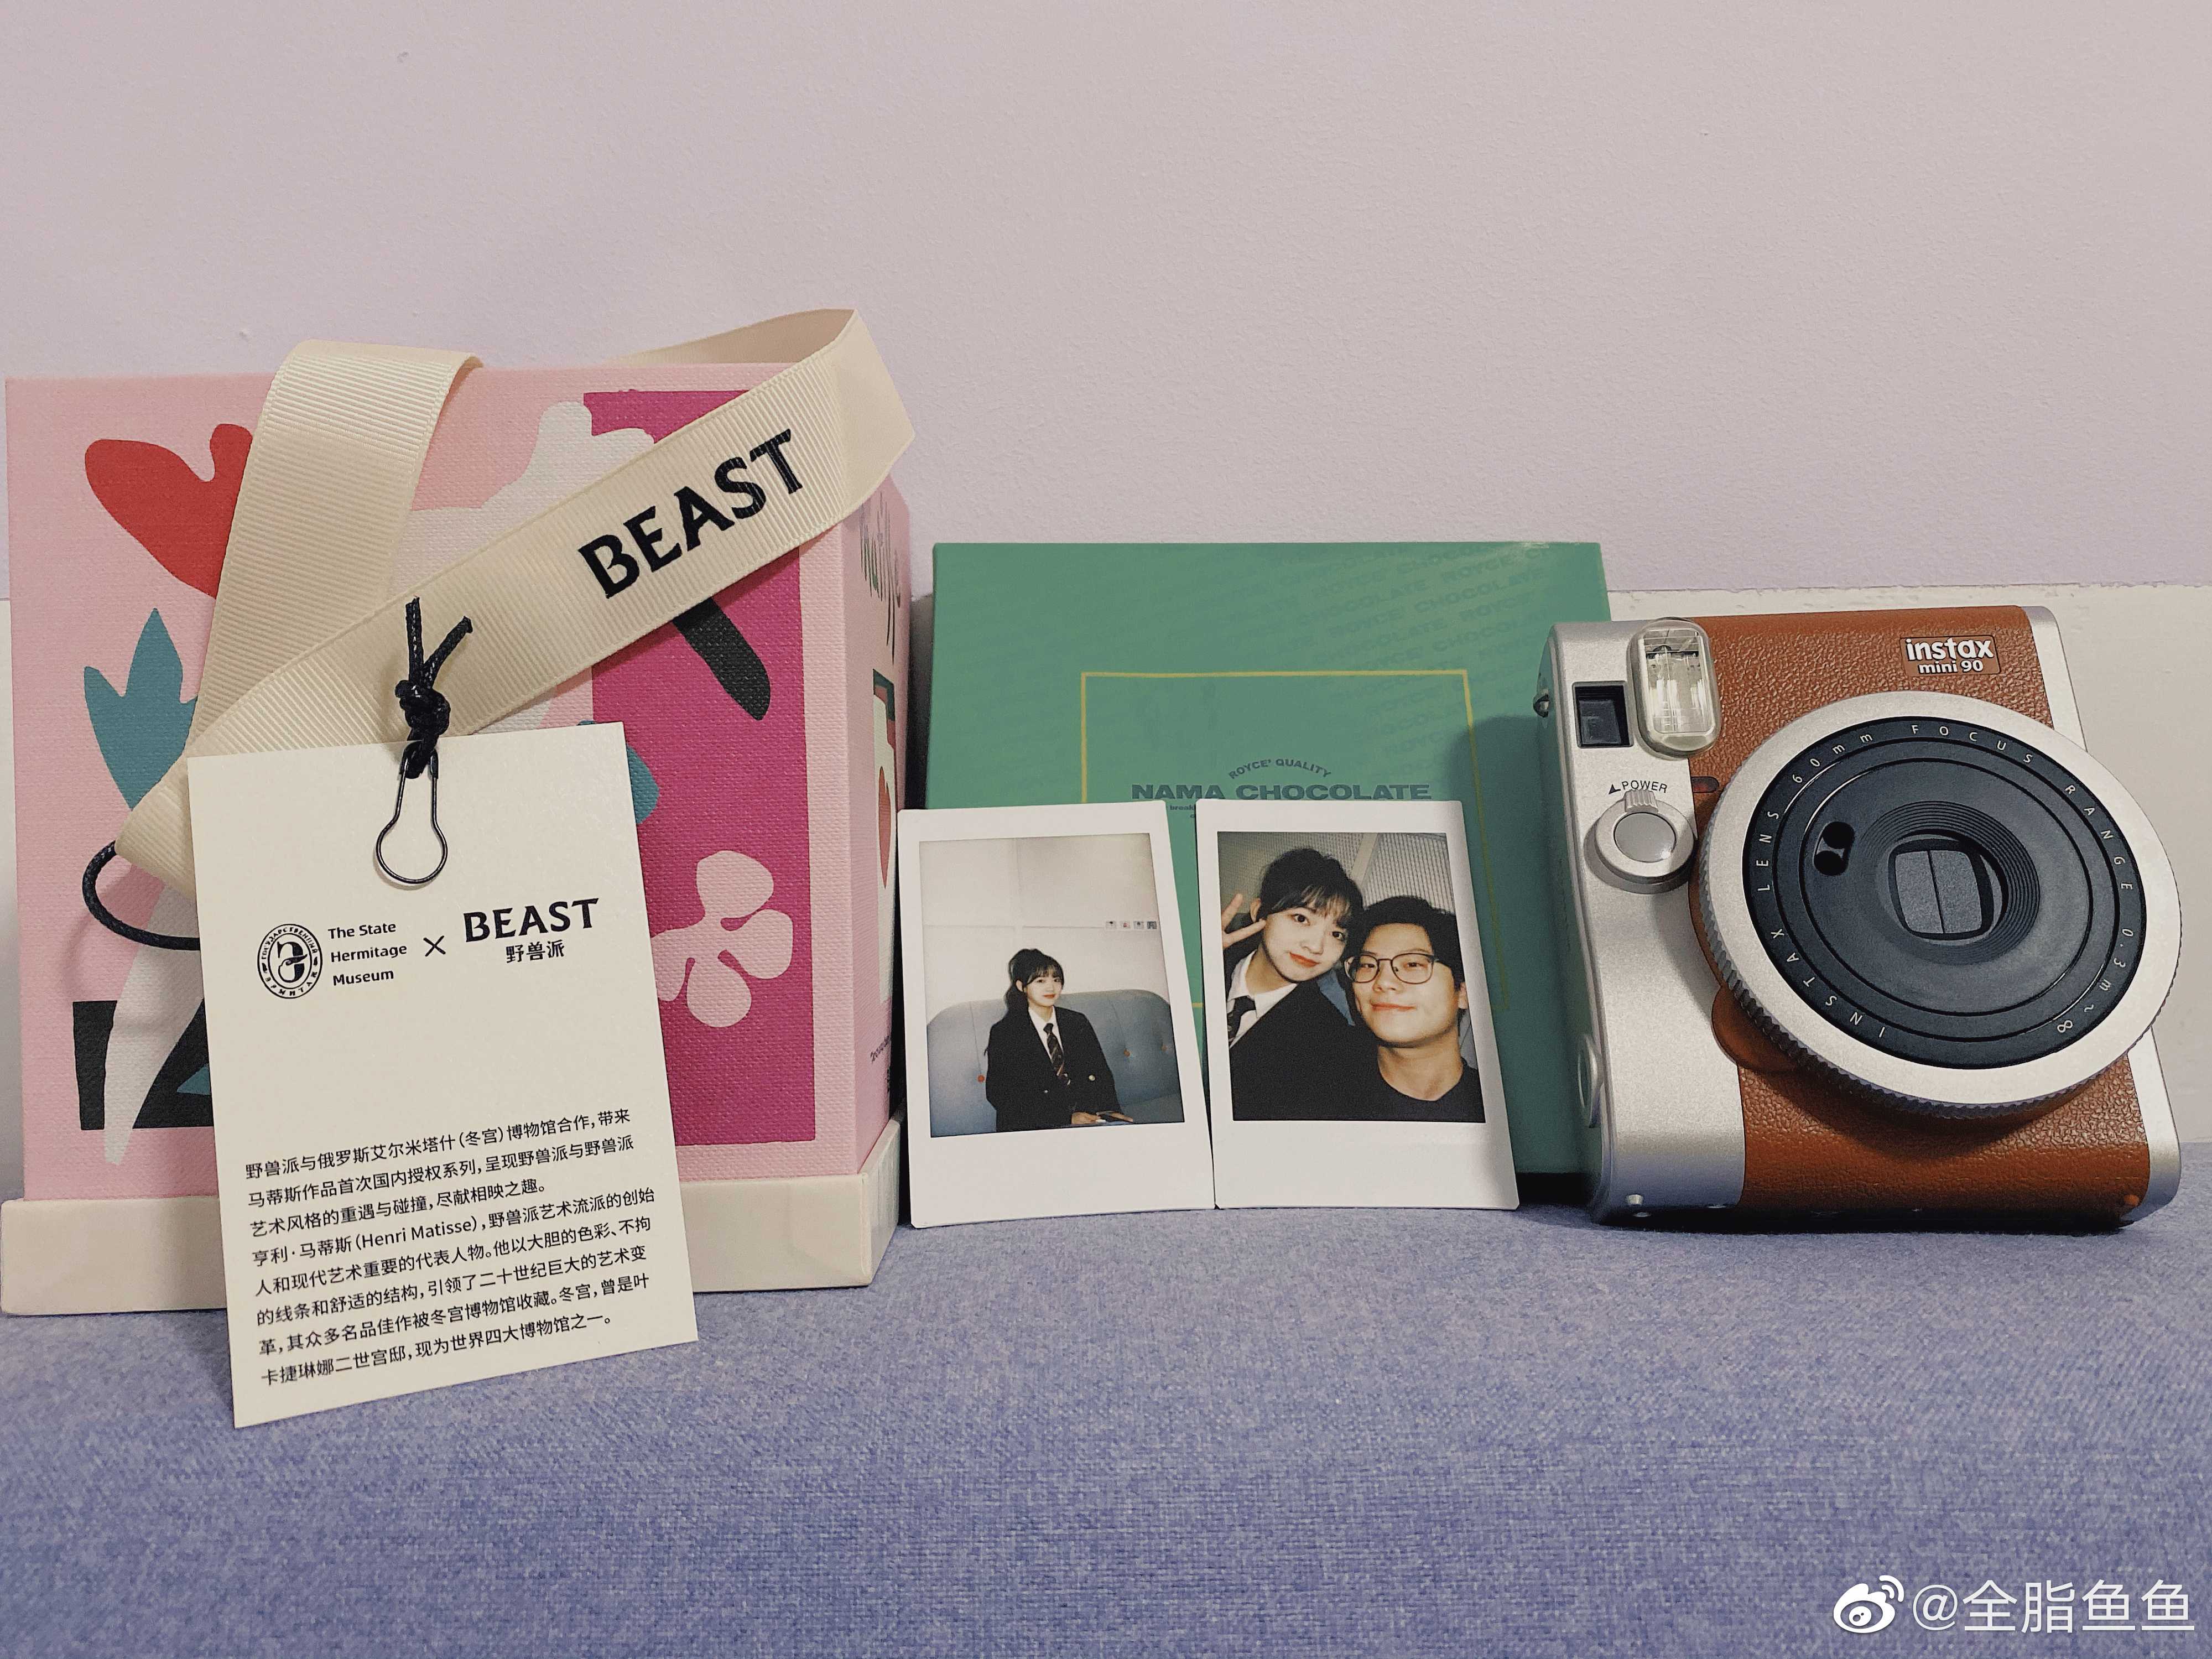 BEAST
The State
Hermitage
Museum
×
BEAST
野兽派
野兽派与俄罗斯艾尔米塔什(冬宫)博物馆合作,带来
马蒂斯作品首次国内授权系列,呈现野兽派与野兽派
艺术风格的重遇与碰撞,尽献相映之趣。
亨利·马蒂斯(Henri Matisse),野兽派艺术流派的创始
人和现代艺术重要的代表人物。他以大胆的色彩、不拘
的线条和舒适的结构,引领了二十世纪巨大的艺术变
革,其众多名品佳作被冬宫博物馆收藏。冬宫,曾是叶
卡捷琳娜二世宫邸,现为世界四大博物馆之一。
ROYCE' QUALITY
NAMA CHOCOLATE
instax
mini 90
POWER
INSTAX LENS 60mm FOCUS RANGE 0.3m~∞
@全脂鱼鱼